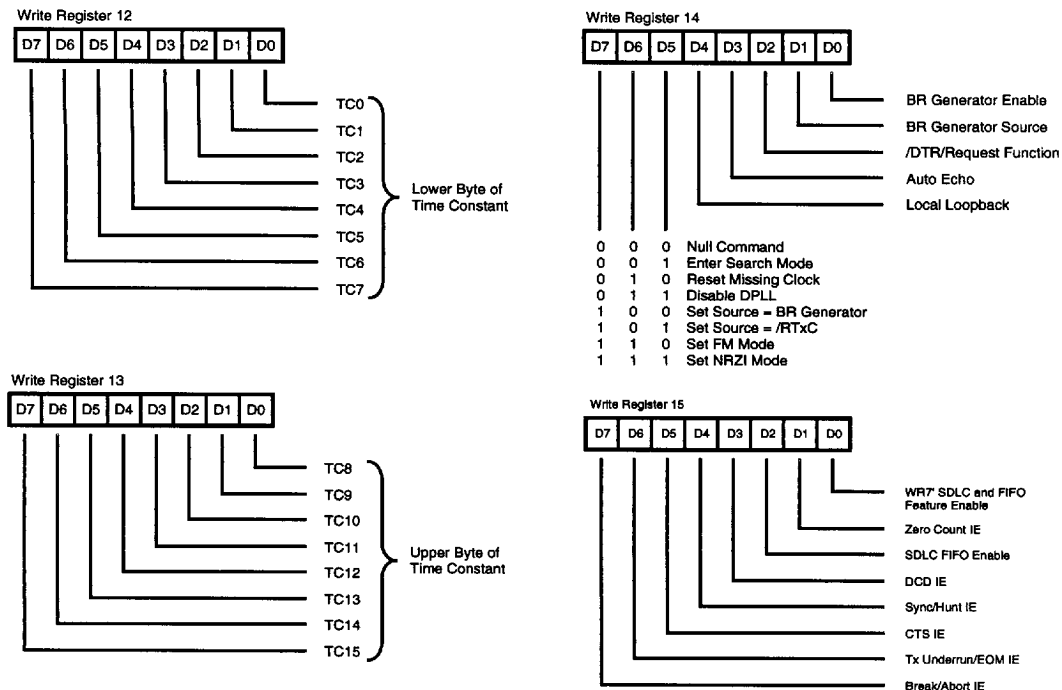 Write Register 12
D7 D6 D5 D4 D3 D2 D1 D0
TC0
TC1
TC2
TC3
TC4
TC5
TC6
TC7
Lower Byte of
Time Constant
Write Register 13
D7 D6 D5 D4 D3 D2 D1 D0
TC8
TC9
TC10
TC11
TC12
TC13
TC14
TC15
Upper Byte of
Time Constant
Write Register 14
D7 D6 D5 D4 D3 D2 D1 D0
BR Generator Enable
BR Generator Source
/DTR/Request Function
Auto Echo
Local Loopback
0 0 0 Null Command
0 0 1 Enter Search Mode
0 1 0 Reset Missing Clock
0 1 1 Disable DPLL
1 0 0 Set Source = BR Generator
1 0 1 Set Source = /RTxC
1 1 0 Set FM Mode
1 1 1 Set NRZI Mode
Write Register 15
D7 D6 D5 D4 D3 D2 D1 D0
WR7' SDLC and FIFO
Feature Enable
Zero Count IE
SDLC FIFO Enable
DCD IE
Sync/Hunt IE
CTS IE
Tx Underrun/EOM IE
Break/Abort IE